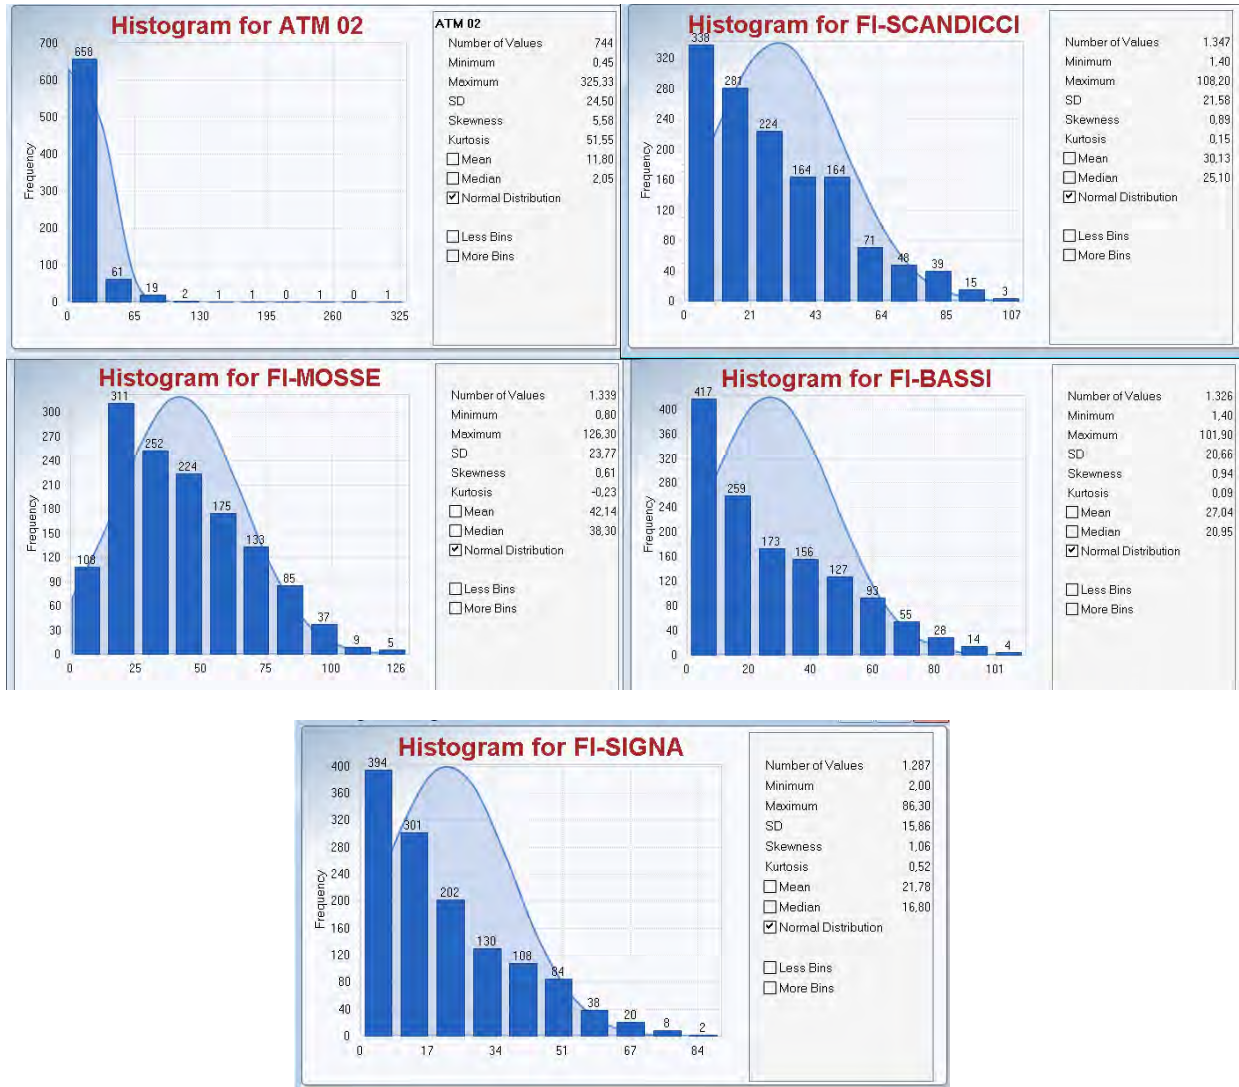 Histogram for ATM 02
700
600
500
400
300
200
100
0
Frequency
658
61
19
2
1
1
0
1
0
1
0
65
130
195
260
325
ATM 02
Number of Values 744
Minimum 0,45
Maximum 325,33
SD 24,50
Skewness 5,58
Kurtosis 51,55
Mean 11,80
Median 2,05
Normal Distribution
Less Bins
More Bins
Histogram for FI-SCANDICCI
320
280
240
200
160
120
80
40
0
Frequency
338
281
224
164
164
71
48
39
15
3
0
21
43
64
85
107
Number of Values 1.347
Minimum 1,40
Maximum 108,20
SD 21,58
Skewness 0,89
Kurtosis 0,15
Mean 30,13
Median 25,10
Normal Distribution
Less Bins
More Bins
Histogram for FI-MOSSE
300
270
240
210
180
150
120
90
60
30
0
Frequency
108
311
252
224
175
133
85
37
9
5
0
25
50
75
100
126
Number of Values 1.339
Minimum 0,80
Maximum 126,30
SD 23,77
Skewness 0,61
Kurtosis -0,23
Mean 42,14
Median 38,30
Normal Distribution
Less Bins
More Bins
Histogram for FI-BASSI
400
360
320
280
240
200
160
120
80
40
0
Frequency
417
259
173
156
127
93
55
28
14
4
0
20
40
60
80
101
Number of Values 1.326
Minimum 1,40
Maximum 101,90
SD 20,66
Skewness 0,94
Kurtosis 0,09
Mean 27,04
Median 20,95
Normal Distribution
Less Bins
More Bins
Histogram for FI-SIGNA
400
360
320
280
240
200
160
120
80
40
0
Frequency
394
301
202
130
108
84
38
20
8
2
0
17
34
51
67
84
Number of Values 1.287
Minimum 2,00
Maximum 86,30
SD 15,86
Skewness 1,06
Kurtosis 0,52
Mean 21,78
Median 16,80
Normal Distribution
Less Bins
More Bins